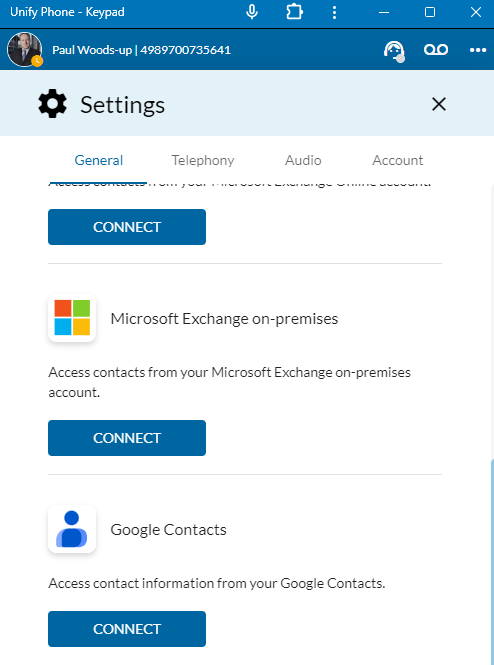 Unify Phone - Keypad
Paul Woods-up | 4989700735641
Settings
General Telephony Audio Account
Access contacts from your Microsoft Exchange Online account.
CONNECT
Microsoft Exchange on-premises
Access contacts from your Microsoft Exchange on-premises
account.
CONNECT
Google Contacts
Access contact information from your Google Contacts.
CONNECT